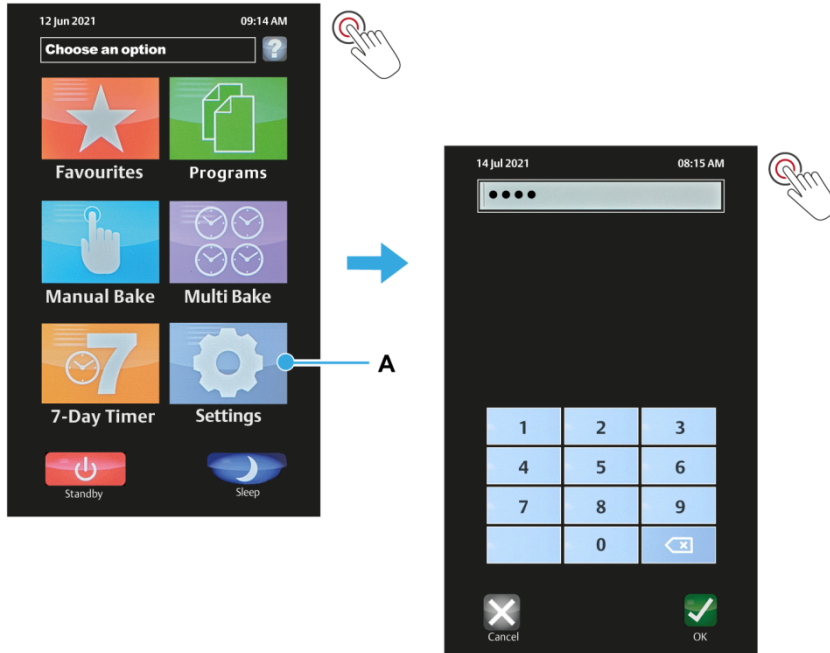 12 Jun 2021 09:14 AM
Choose an option ?
Favourites Programs
Manual Bake Multi Bake
7 7-Day Timer Settings
A
Standby Sleep
14 Jul 2021 08:15 AM
••••
1 2 3
4 5 6
7 8 9
0
Cancel OK